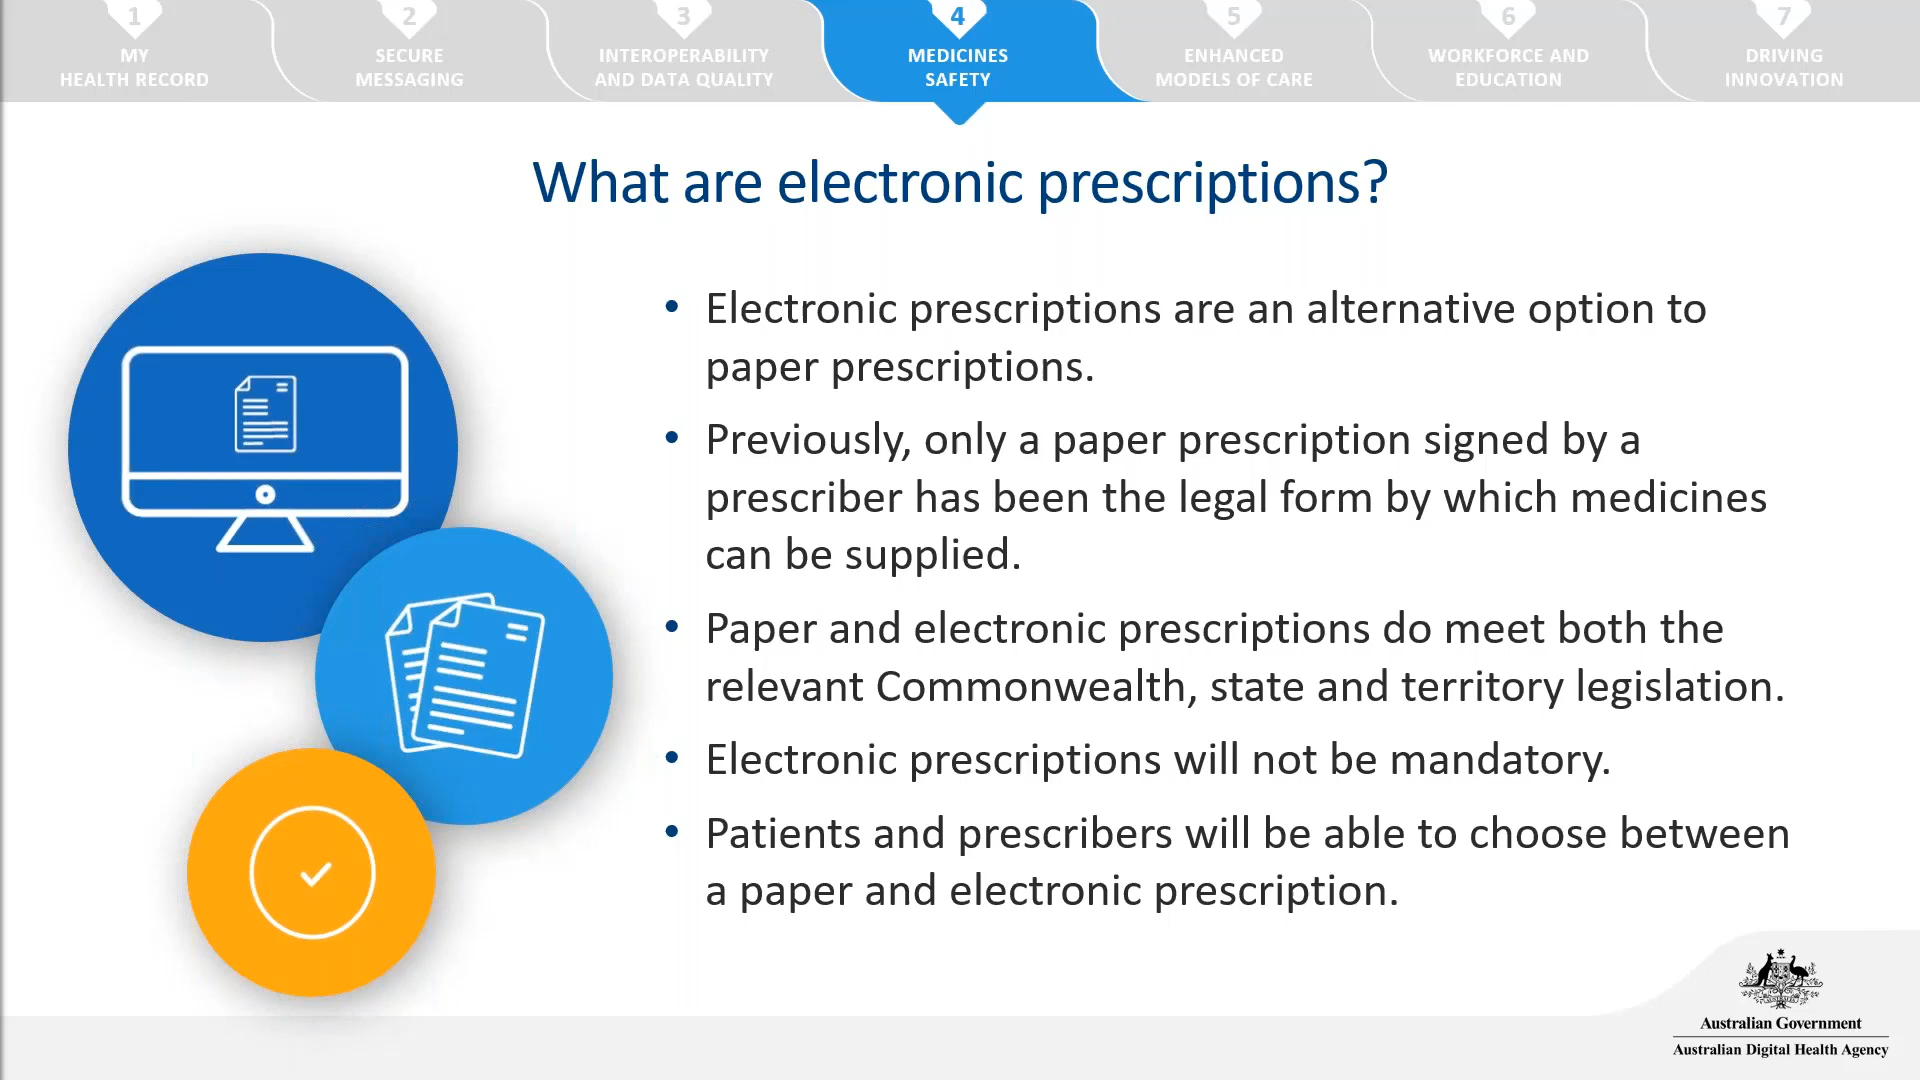 1
MY
HEALTH RECORD
2
SECURE
MESSAGING
3
INTEROPERABILITY
AND DATA QUALITY
4
MEDICINES
SAFETY
5
ENHANCED
MODELS OF CARE
6
WORKFORCE AND
EDUCATION
7
DRIVING
INNOVATION
What are electronic prescriptions?
• Electronic prescriptions are an alternative option to
paper prescriptions.
• Previously, only a paper prescription signed by a
prescriber has been the legal form by which medicines
can be supplied.
• Paper and electronic prescriptions do meet both the
relevant Commonwealth, state and territory legislation.
• Electronic prescriptions will not be mandatory.
• Patients and prescribers will be able to choose between
a paper and electronic prescription.
Australian Government
Australian Digital Health Agency